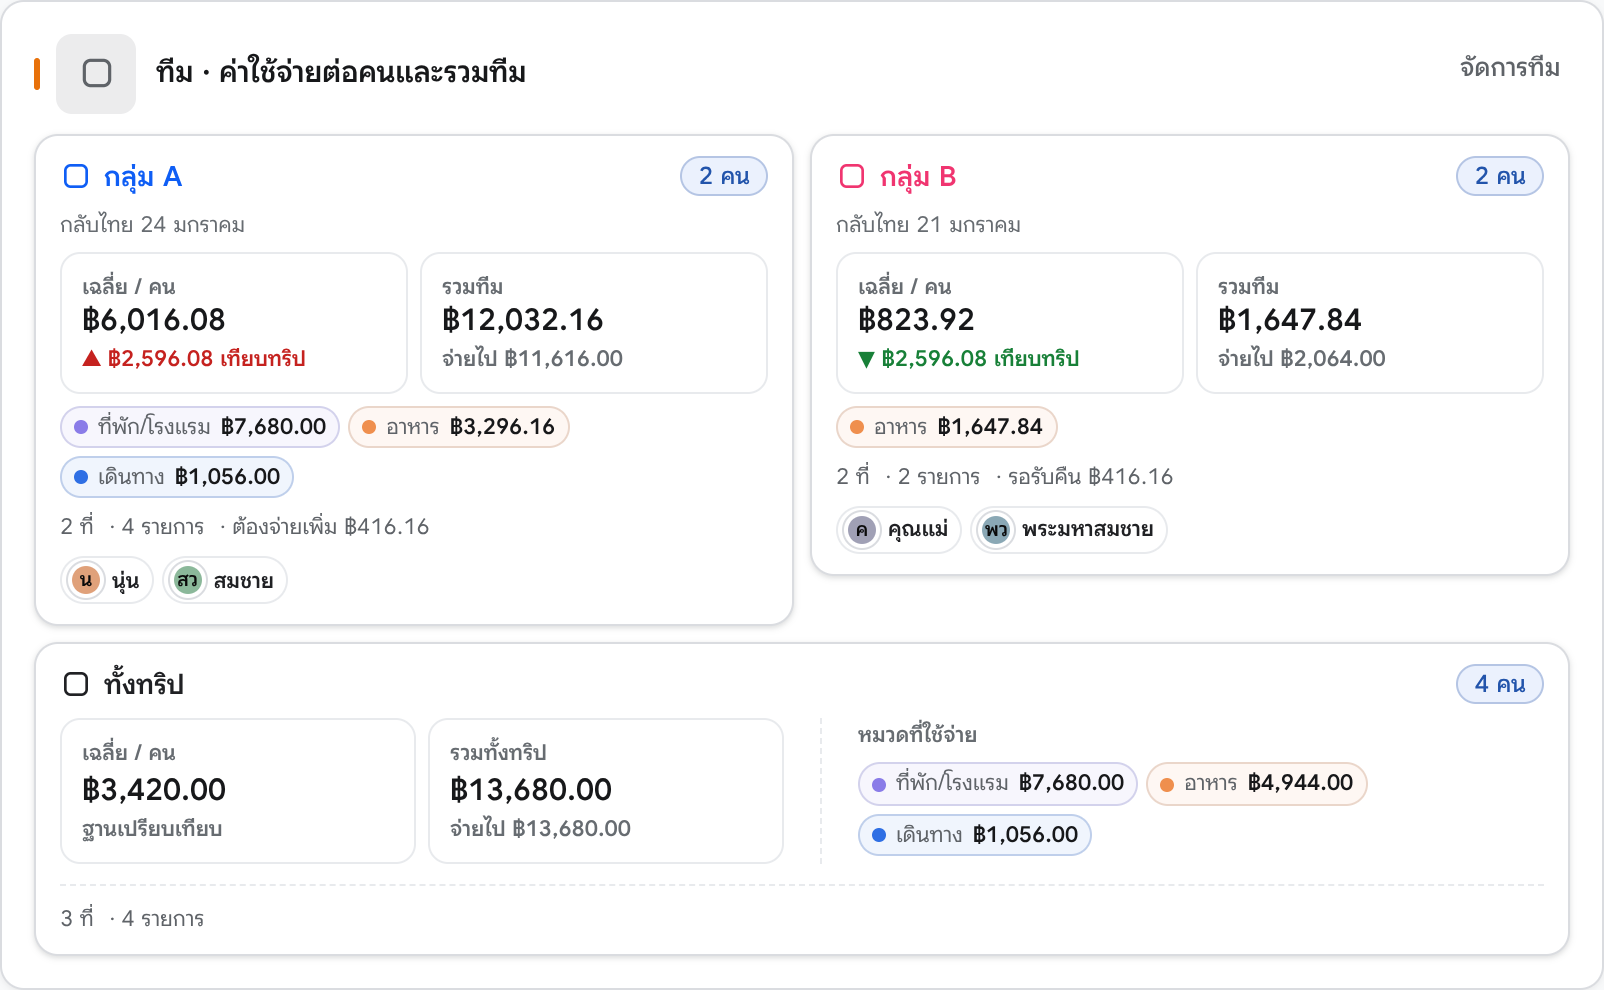 ทีม · ค่าใช้จ่ายต่อคนและรวมทีม
จัดการทีม
กลุ่ม A
2 คน
กลับไทย 24 มกราคม
เฉลี่ย / คน
฿6,016.08
▲ ฿2,596.08 เทียบทริป
รวมทีม
฿12,032.16
จ่ายไป ฿11,616.00
ที่พัก/โรงแรม ฿7,680.00
อาหาร ฿3,296.16
เดินทาง ฿1,056.00
2 ที่ · 4 รายการ · ต้องจ่ายเพิ่ม ฿416.16
น นุ่น
สว สมชาย
กลุ่ม B
2 คน
กลับไทย 21 มกราคม
เฉลี่ย / คน
฿823.92
▼ ฿2,596.08 เทียบทริป
รวมทีม
฿1,647.84
จ่ายไป ฿2,064.00
อาหาร ฿1,647.84
2 ที่ · 2 รายการ · รอรับคืน ฿416.16
ค คุณแม่
พว พระมหาสมชาย
ทั้งทริป
4 คน
เฉลี่ย / คน
฿3,420.00
ฐานเปรียบเทียบ
รวมทั้งทริป
฿13,680.00
จ่ายไป ฿13,680.00
หมวดที่ใช้จ่าย
ที่พัก/โรงแรม ฿7,680.00
อาหาร ฿4,944.00
เดินทาง ฿1,056.00
3 ที่ · 4 รายการ